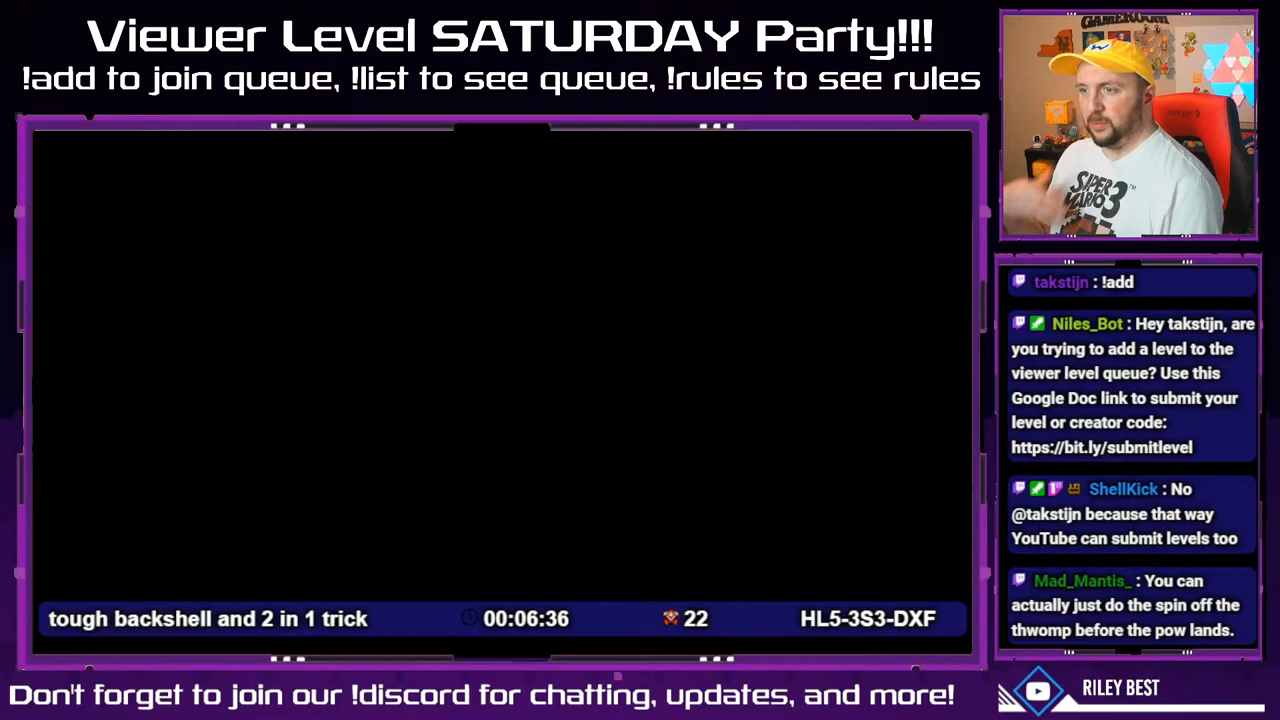 Viewer Level SATURDAY Party!!!
!add to join queue, !list to see queue, !rules to see rules
GAMEROOM
SUPER
MARIO 3
takstijn : !add
Niles_Bot : Hey takstijn, are
you trying to add a level to the
viewer level queue? Use this
Google Doc link to submit your
level or creator code:
https://bit.ly/submitlevel
ShellKick : No
@takstijn because that way
YouTube can submit levels too
Mad_Mantis_ : You can
actually just do the spin off the
thwomp before the pow lands.
tough backshell and 2 in 1 trick
00:06:36
22
HL5-3S3-DXF
Don't forget to join our !discord for chatting, updates, and more!
RILEY BEST